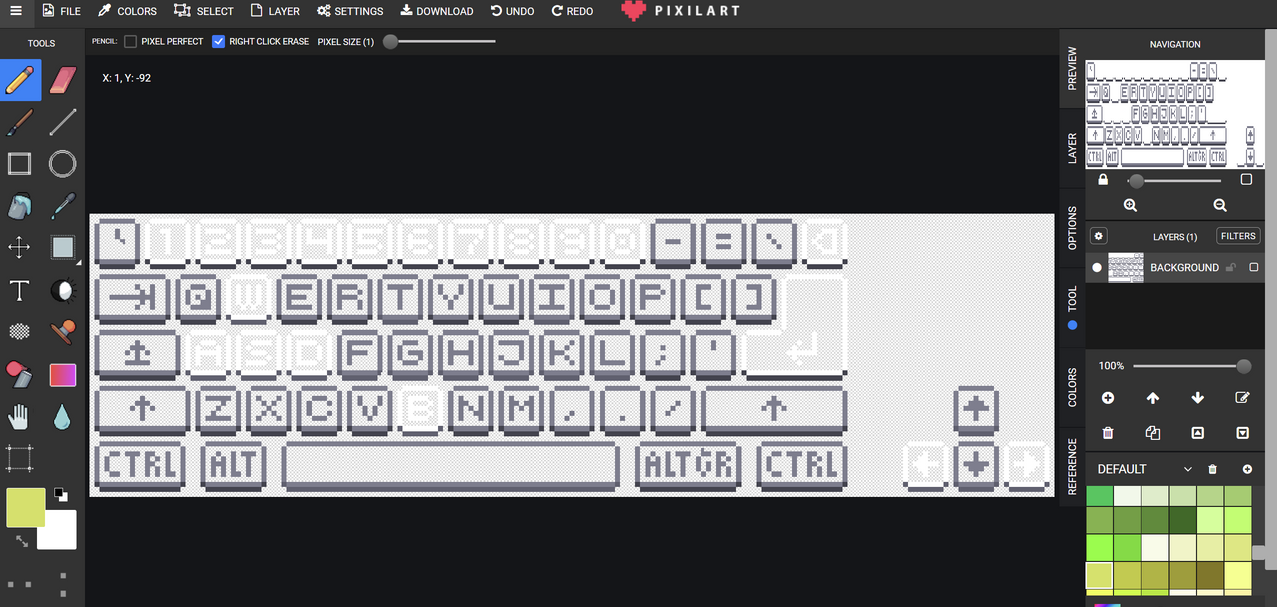 FILE COLORS SELECT LAYER SETTINGS DOWNLOAD UNDO REDO PIXILART
TOOLS
PENCIL: PIXEL PERFECT RIGHT CLICK ERASE PIXEL SIZE (1)
X: 1, Y: -92
PREVIEW
LAYER
OPTIONS
TOOL
COLORS
REFERENCE
NAVIGATION
LAYERS (1) FILTERS
BACKGROUND
100%
DEFAULT
` 1 2 3 4 5 6 7 8 9 0 - = \
Q W E R T Y U I O P [ ]
A S D F G H J K L ; '
Z X C V B N M , . /
CTRL ALT ALTGR CTRL